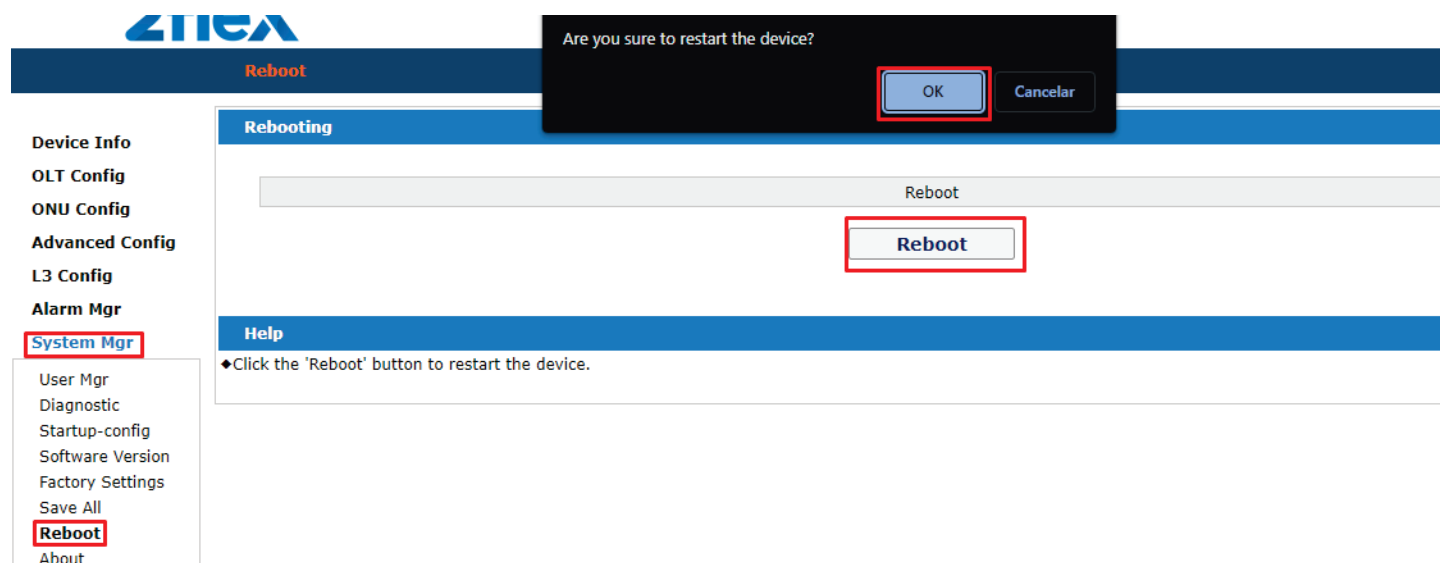 Are you sure to restart the device?
OK
Cancelar
Reboot
Rebooting
Reboot
Reboot
Help
◆Click the 'Reboot' button to restart the device.
Device Info
OLT Config
ONU Config
Advanced Config
L3 Config
Alarm Mgr
System Mgr
User Mgr
Diagnostic
Startup-config
Software Version
Factory Settings
Save All
Reboot
About